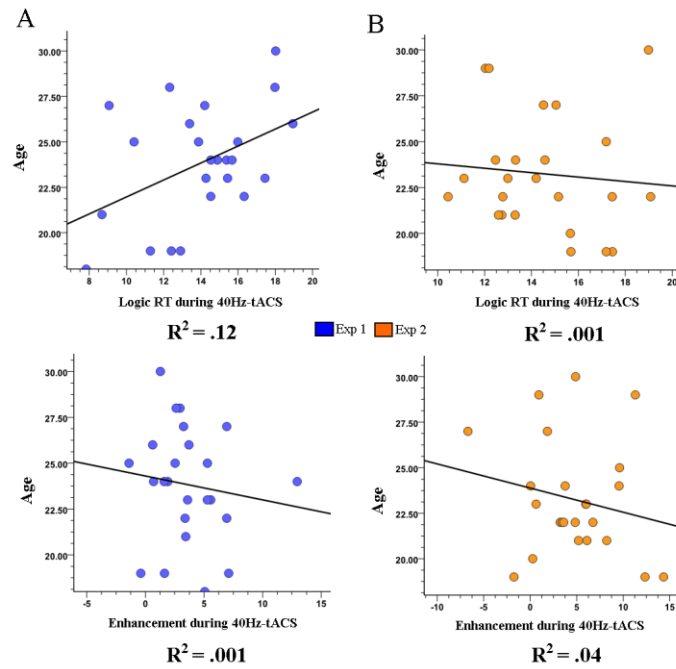 A
B
30.00
27.50
25.00
22.50
20.00
Age
8 10 12 14 16 18 20
Logic RT during 40Hz-tACS
R² = .12
30.00
27.50
25.00
22.50
20.00
Age
10 12 14 16 18 20
Logic RT during 40Hz-tACS
R² = .001
Exp 1 Exp 2
30.00
27.50
25.00
22.50
20.00
Age
-5 0 5 10 15
Enhancement during 40Hz-tACS
R² = .001
30.00
27.50
25.00
22.50
20.00
Age
-10 -5 0 5 10 15
Enhancement during 40Hz-tACS
R² = .04